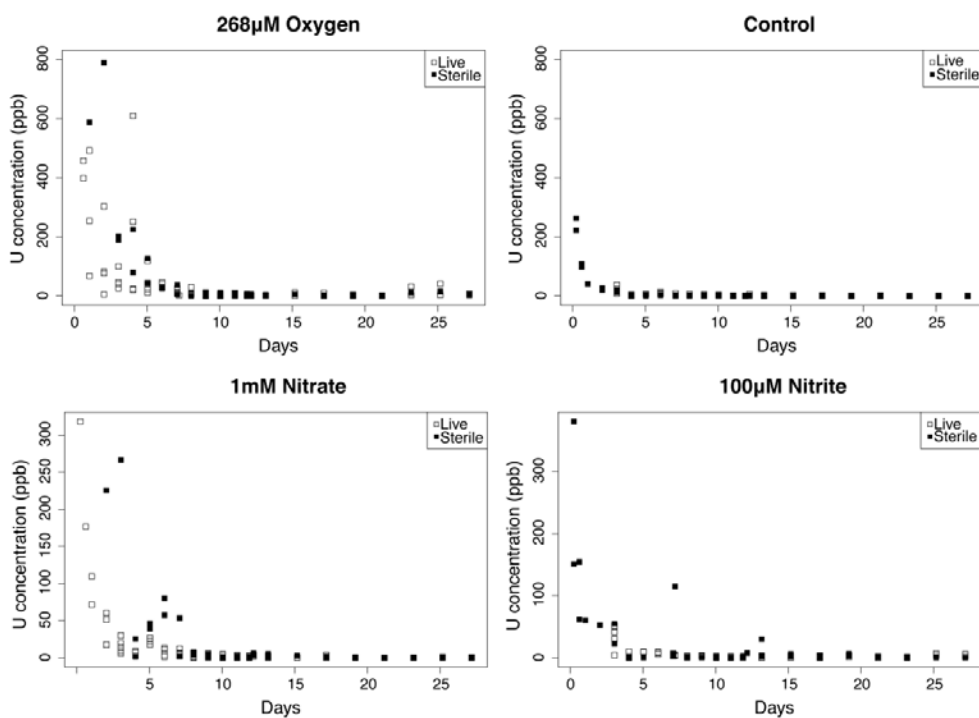 268µM Oxygen
U concentration (ppb)
800
600
400
200
0
Live
Sterile
0 5 10 15 20 25
Days
Control
U concentration (ppb)
800
600
400
200
0
Live
Sterile
0 5 10 15 20 25
Days
1mM Nitrate
U concentration (ppb)
300
250
200
150
100
50
0
Live
Sterile
5 10 15 20 25
Days
100µM Nitrite
U concentration (ppb)
300
200
100
0
Live
Sterile
0 5 10 15 20 25
Days